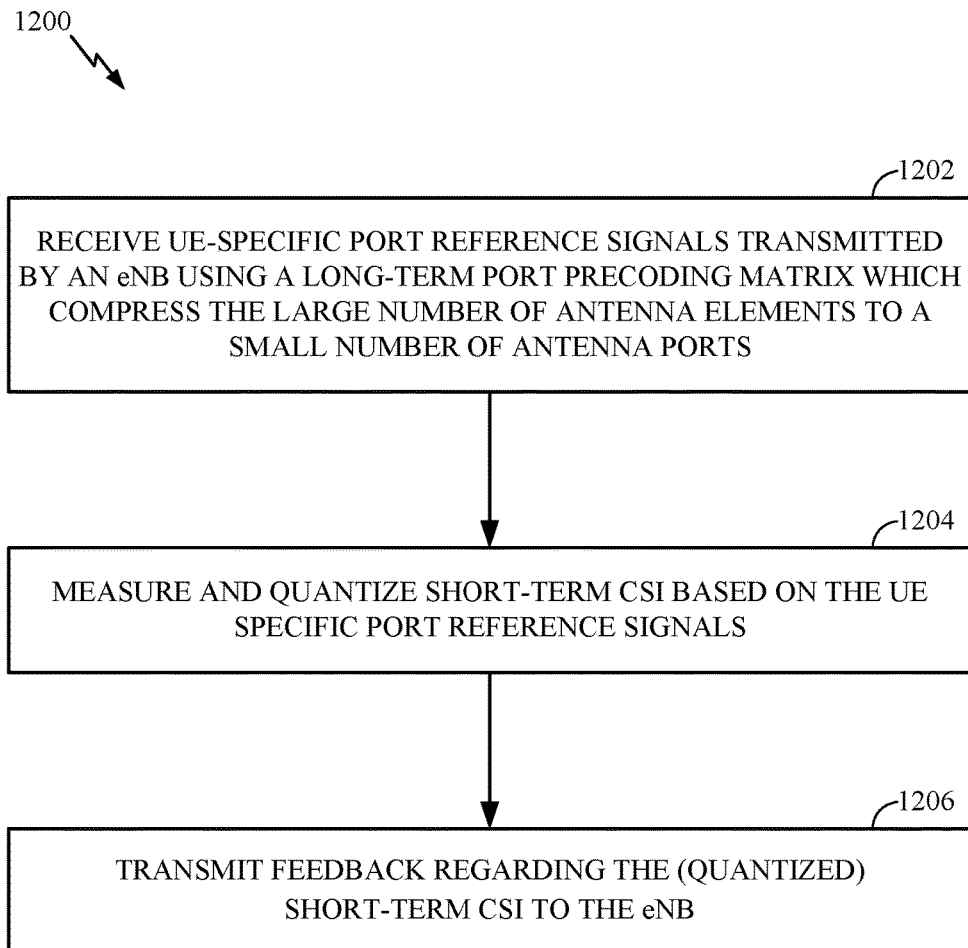 1200
1202
RECEIVE UE-SPECIFIC PORT REFERENCE SIGNALS TRANSMITTED
BY AN eNB USING A LONG-TERM PORT PRECODING MATRIX WHICH
COMPRESS THE LARGE NUMBER OF ANTENNA ELEMENTS TO A
SMALL NUMBER OF ANTENNA PORTS
1204
MEASURE AND QUANTIZE SHORT-TERM CSI BASED ON THE UE
SPECIFIC PORT REFERENCE SIGNALS
1206
TRANSMIT FEEDBACK REGARDING THE (QUANTIZED)
SHORT-TERM CSI TO THE eNB